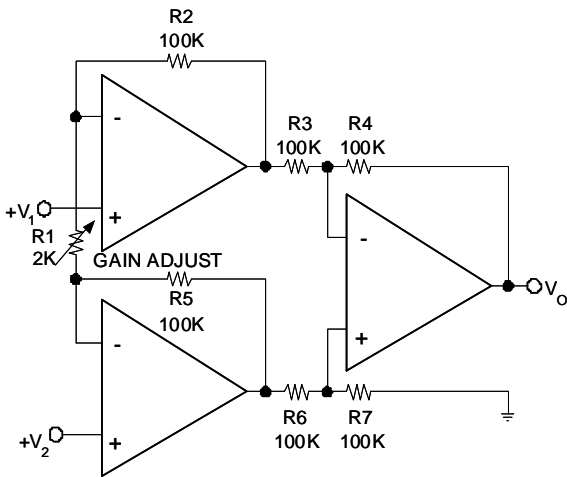 R2
100K
-
R3
100K
R4
100K
+V1
+
R1
2K
GAIN ADJUST
R5
100K
-
+
VO
-
+V2
+
R6
100K
R7
100K